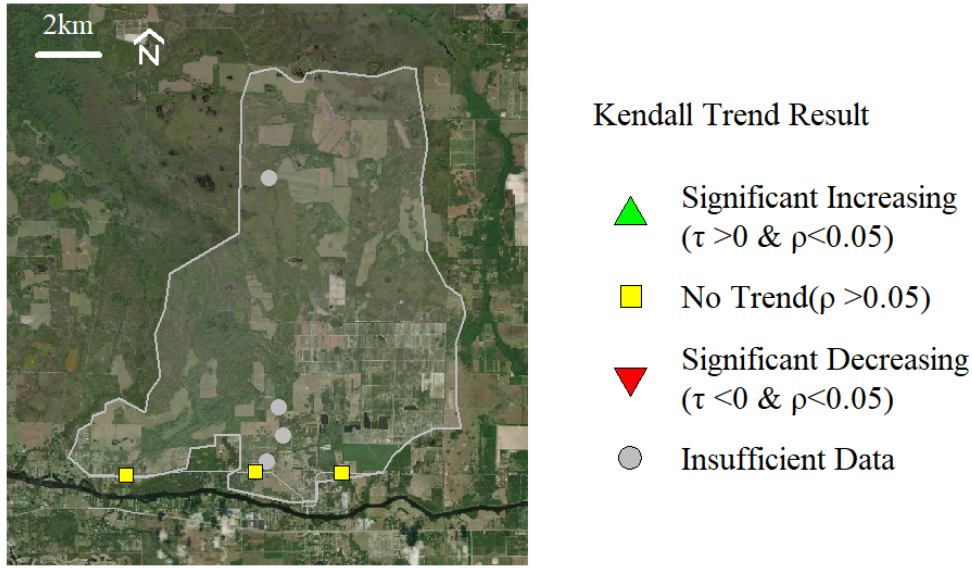 2km
N
Kendall Trend Result
Significant Increasing
(τ >0 & ρ<0.05)
No Trend(ρ >0.05)
Significant Decreasing
(τ <0 & ρ<0.05)
Insufficient Data